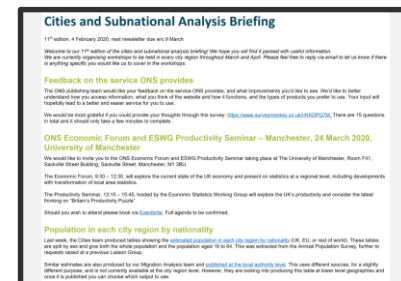 Cities and Subnational Analysis Briefing
11th edition, 4 February 2020; next newsletter due w/c 9 March
Welcome to our 11th edition of the cities and subnational analysis briefing! We hope you will find it packed with useful information.
We are currently organising workshops to be held in every region throughout March and April. Please feel free to reply via email to let us know if there
is anything specific you would like us to cover in the workshops.
Feedback on the service ONS provides
The ONS publishing team would like your feedback on the service ONS provides, and what improvements you'd like to see. We'd like to better
understand how you access information, what you think of the website and how it functions, and the types of products you prefer to use. Your input will
hopefully lead to a better and easier service for you to use.
We would be most grateful if you could provide your thoughts through this survey: There are 15 questions
in total and it should only take a few minutes to complete.
ONS Economic Forum and ESWG Productivity Seminar – Manchester, 24 March 2020,
University of Manchester
We would like to invite you to the ONS Economic Forum and ESWG Productivity Seminar taking place at The University of Manchester, Room F41,
Sackville Street Building, Sackville Street, Manchester, M1 3BU.
The Economic Forum, 9:30 – 12:30, will explore the current state of the UK economy and present on statistics at a regional level, including developments
with transformation of local area statistics.
The Productivity Seminar, 13:15 – 15:45, hosted by the Economic Statistics Working Group will explore the UK's productivity and consider the latest
thinking on "Britain's Productivity Puzzle".
Should you wish to attend please book via Eventbrite. Full agenda to be confirmed.
Population in each city region by nationality
Last week, the Cities team produced tables showing the estimated population in each city region by nationality (UK, EU, or rest of world). These tables
are split by sex and give both the whole population and the population aged 16 to 64. This was extracted from the Annual Population Survey, further to
requests raised at a previous Liaison Group.
Similar estimates are also produced by our Migration Analysis team and published at the local authority level. This uses different sources, for a slightly
different purpose, and is not currently available at the city region level. However, they are looking into producing this table at lower level geographies and
once it is published you can choose which output to use.